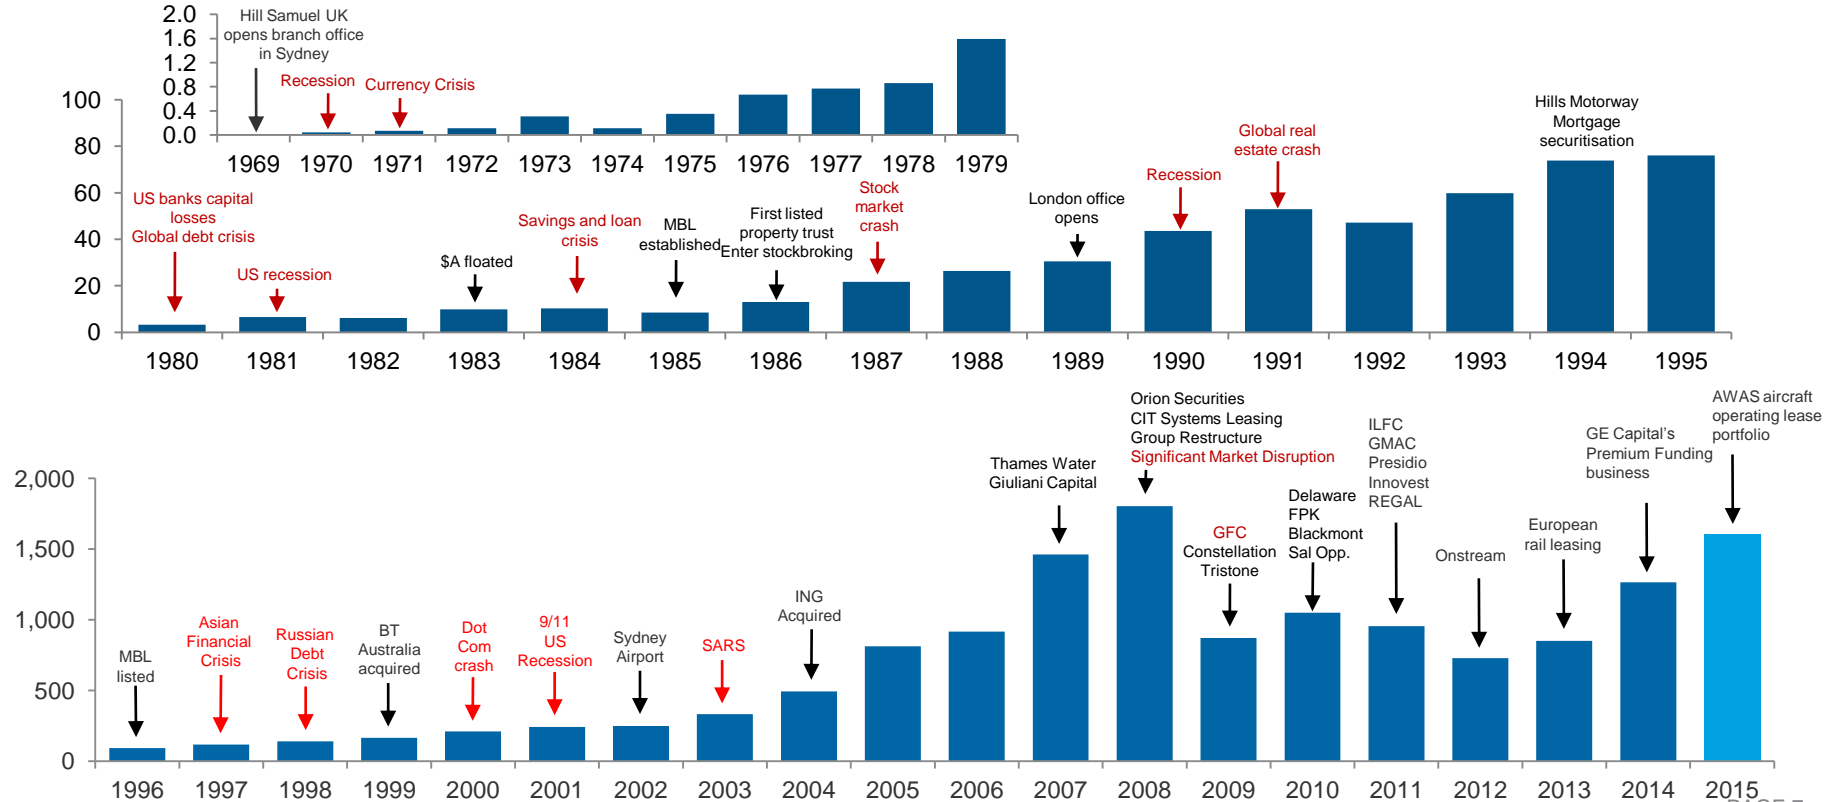 Hill Samuel UK
opens branch office
in Sydney
Recession
Currency Crisis
2.0
1.6
1.2
0.8
0.4
0.0
1969 1970 1971 1972 1973 1974 1975 1976 1977 1978 1979
100
80
60
40
20
0
US banks capital
losses
Global debt crisis
US recession
$A floated
Savings and loan
crisis
MBL
established
First listed
property trust
Enter stockbroking
Stock
market
crash
London office
opens
Recession
Global real
estate crash
Hills Motorway
Mortgage
securitisation
1980 1981 1982 1983 1984 1985 1986 1987 1988 1989 1990 1991 1992 1993 1994 1995
2,000
1,500
1,000
500
0
MBL
listed
Asian
Financial
Crisis
Russian
Debt
Crisis
BT
Australia
acquired
Dot
Com
crash
9/11
US
Recession
Sydney
Airport
SARS
ING
Acquired
Thames Water
Giuliani Capital
Orion Securities
CIT Systems Leasing
Group Restructure
Significant Market Disruption
GFC
Constellation
Tristone
Delaware
FPK
Blackmont
Sal Opp.
ILFC
GMAC
Presidio
Innovest
REGAL
Onstream
European
rail leasing
GE Capital's
Premium Funding
business
AWAS aircraft
operating lease
portfolio
1996 1997 1998 1999 2000 2001 2002 2003 2004 2005 2006 2007 2008 2009 2010 2011 2012 2013 2014 2015